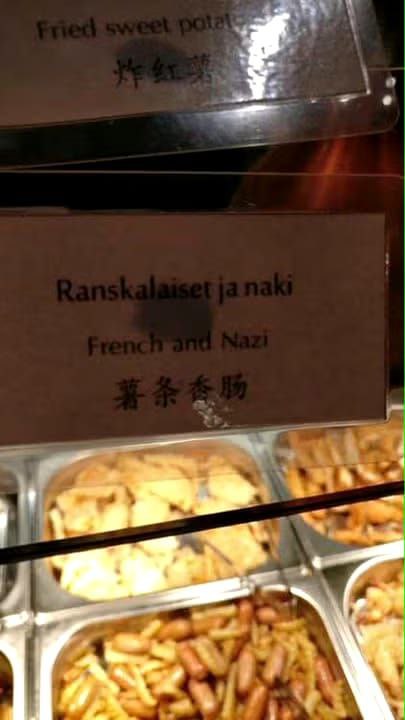 Fried sweet potato
炸红薯
Ranskalaiset ja naki
French and Nazi
薯条香肠